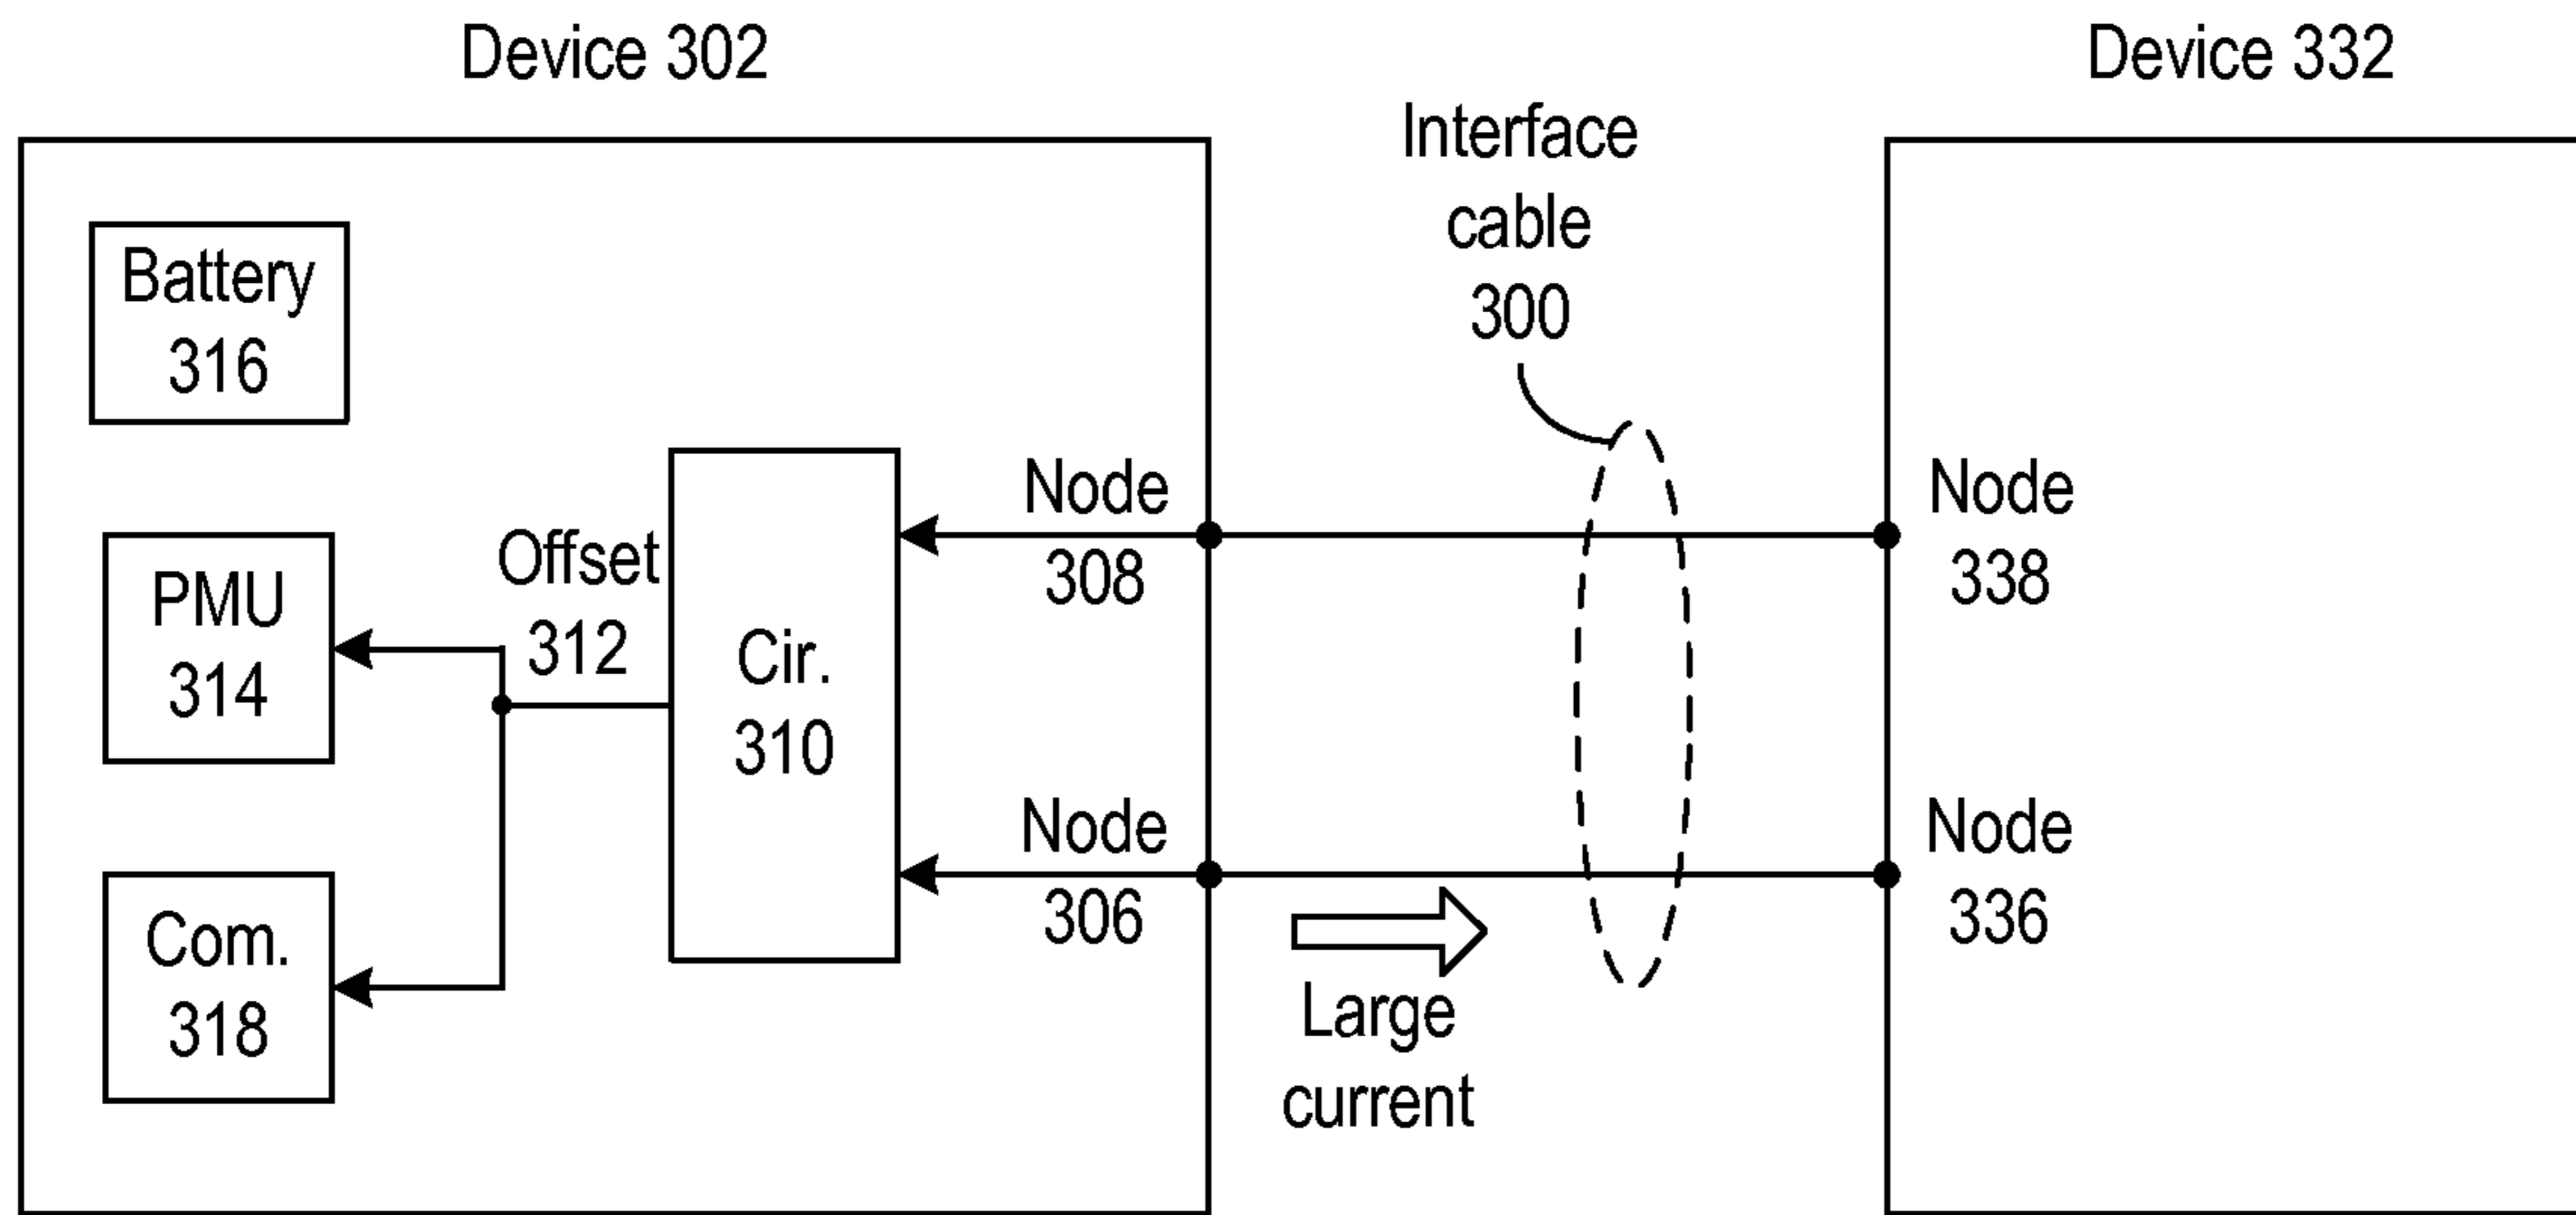 Device 302
Device 332
Interface
cable
300
Battery
316
Node
308
Node
338
Offset
312
PMU
314
Cir.
310
Node
306
Node
336
Com.
318
Large
current